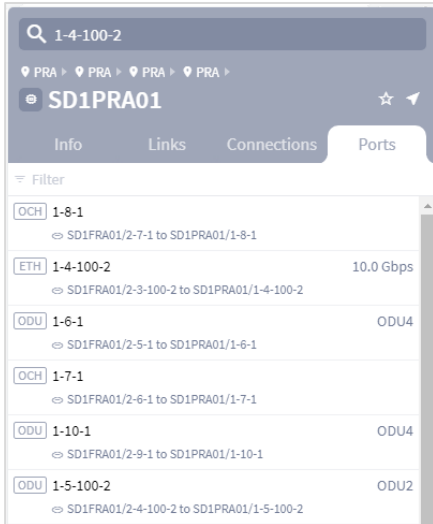 1-4-100-2
PRA PRA PRA PRA
SD1PRA01
Info Links Connections Ports
Filter
OCH 1-8-1
SD1FRA01/2-7-1 to SD1PRA01/1-8-1
ETH 1-4-100-2 10.0 Gbps
SD1FRA01/2-3-100-2 to SD1PRA01/1-4-100-2
ODU 1-6-1 ODU4
SD1FRA01/2-5-1 to SD1PRA01/1-6-1
OCH 1-7-1
SD1FRA01/2-6-1 to SD1PRA01/1-7-1
ODU 1-10-1 ODU4
SD1FRA01/2-9-1 to SD1PRA01/1-10-1
ODU 1-5-100-2 ODU2
SD1FRA01/2-4-100-2 to SD1PRA01/1-5-100-2